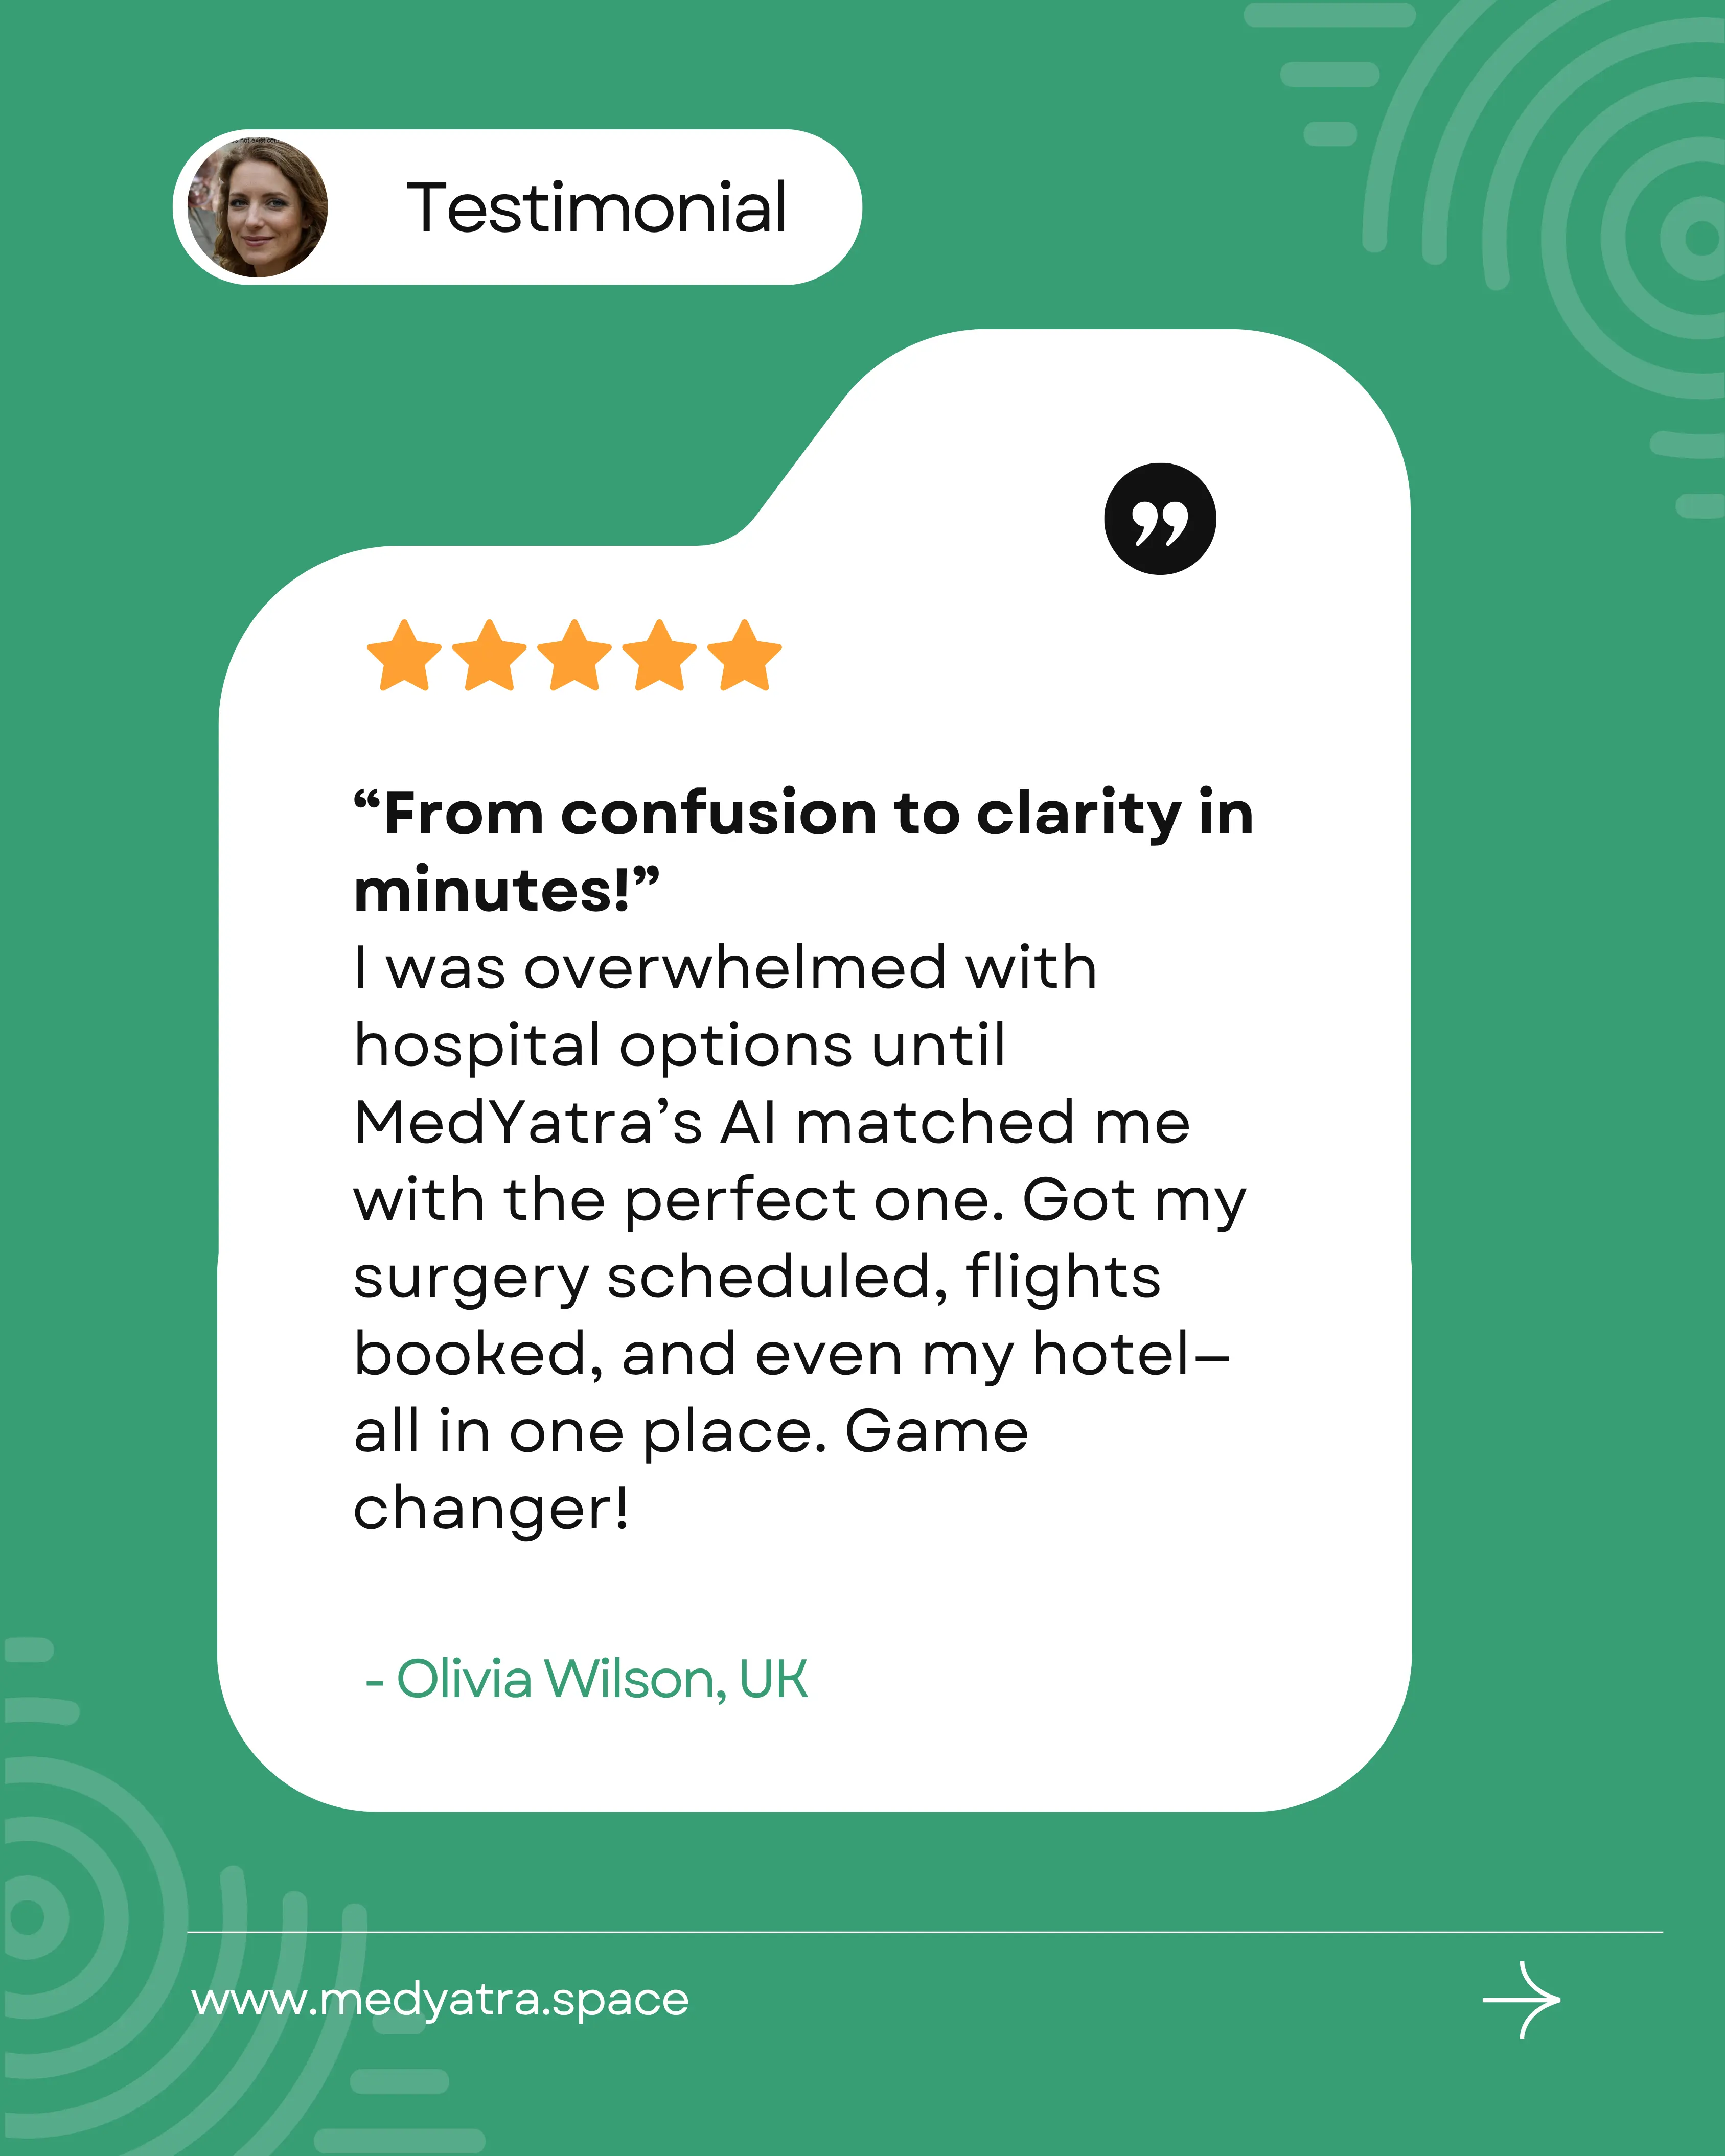 Testimonial
“From confusion to clarity in
minutes!”
I was overwhelmed with
hospital options until
MedYatra’s AI matched me
with the perfect one. Got my
surgery scheduled, flights
booked, and even my hotel—
all in one place. Game
changer!
- Olivia Wilson, UK
www.medyatra.space